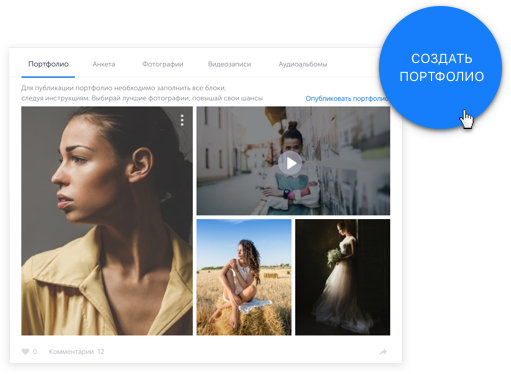 СОЗДАТЬ
ПОРТФОЛИО
Портфолио Анкета Фотографии Видеозаписи Аудиоальбомы
Для публикации портфолио необходимо заполнить все блоки,
следуя инструкциям. Выбирай лучшие фотографии, повышай свои шансы
Опубликовать портфолио
0 Комментарии 12